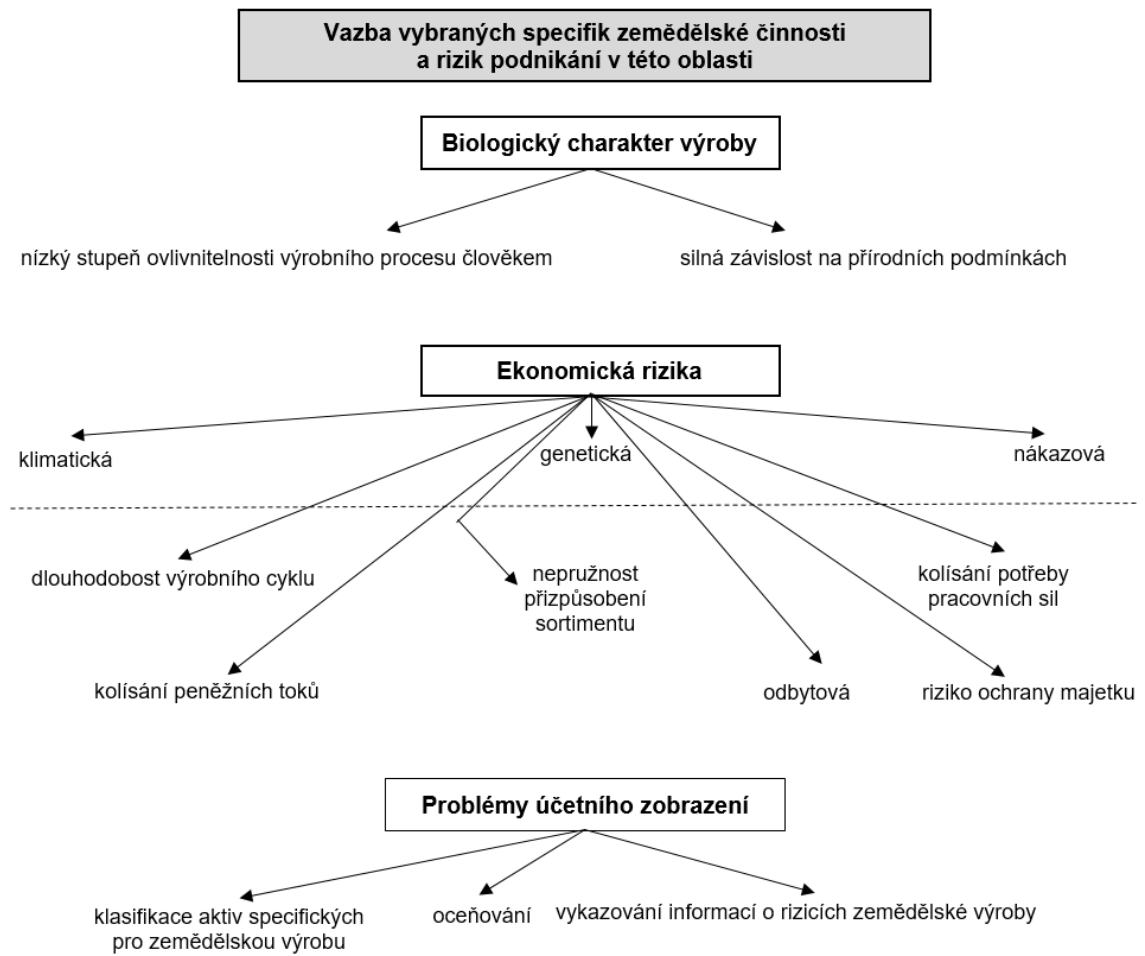 Vazba vybraných specifik zemědělské činnosti
a rizik podnikání v této oblasti
Biologický charakter výroby
nízký stupeň ovlivnitelnosti výrobního procesu člověkem
silná závislost na přírodních podmínkách
Ekonomická rizika
klimatická
genetická
nákazová
dlouhodobost výrobního cyklu
nepružnost
přizpůsobení
sortimentu
kolísání potřeby
pracovních sil
kolísání peněžních toků
odbytová
riziko ochrany majetku
Problémy účetního zobrazení
klasifikace aktiv specifických
pro zemědělskou výrobu
oceňování
vykazování informací o rizicích zemědělské výroby